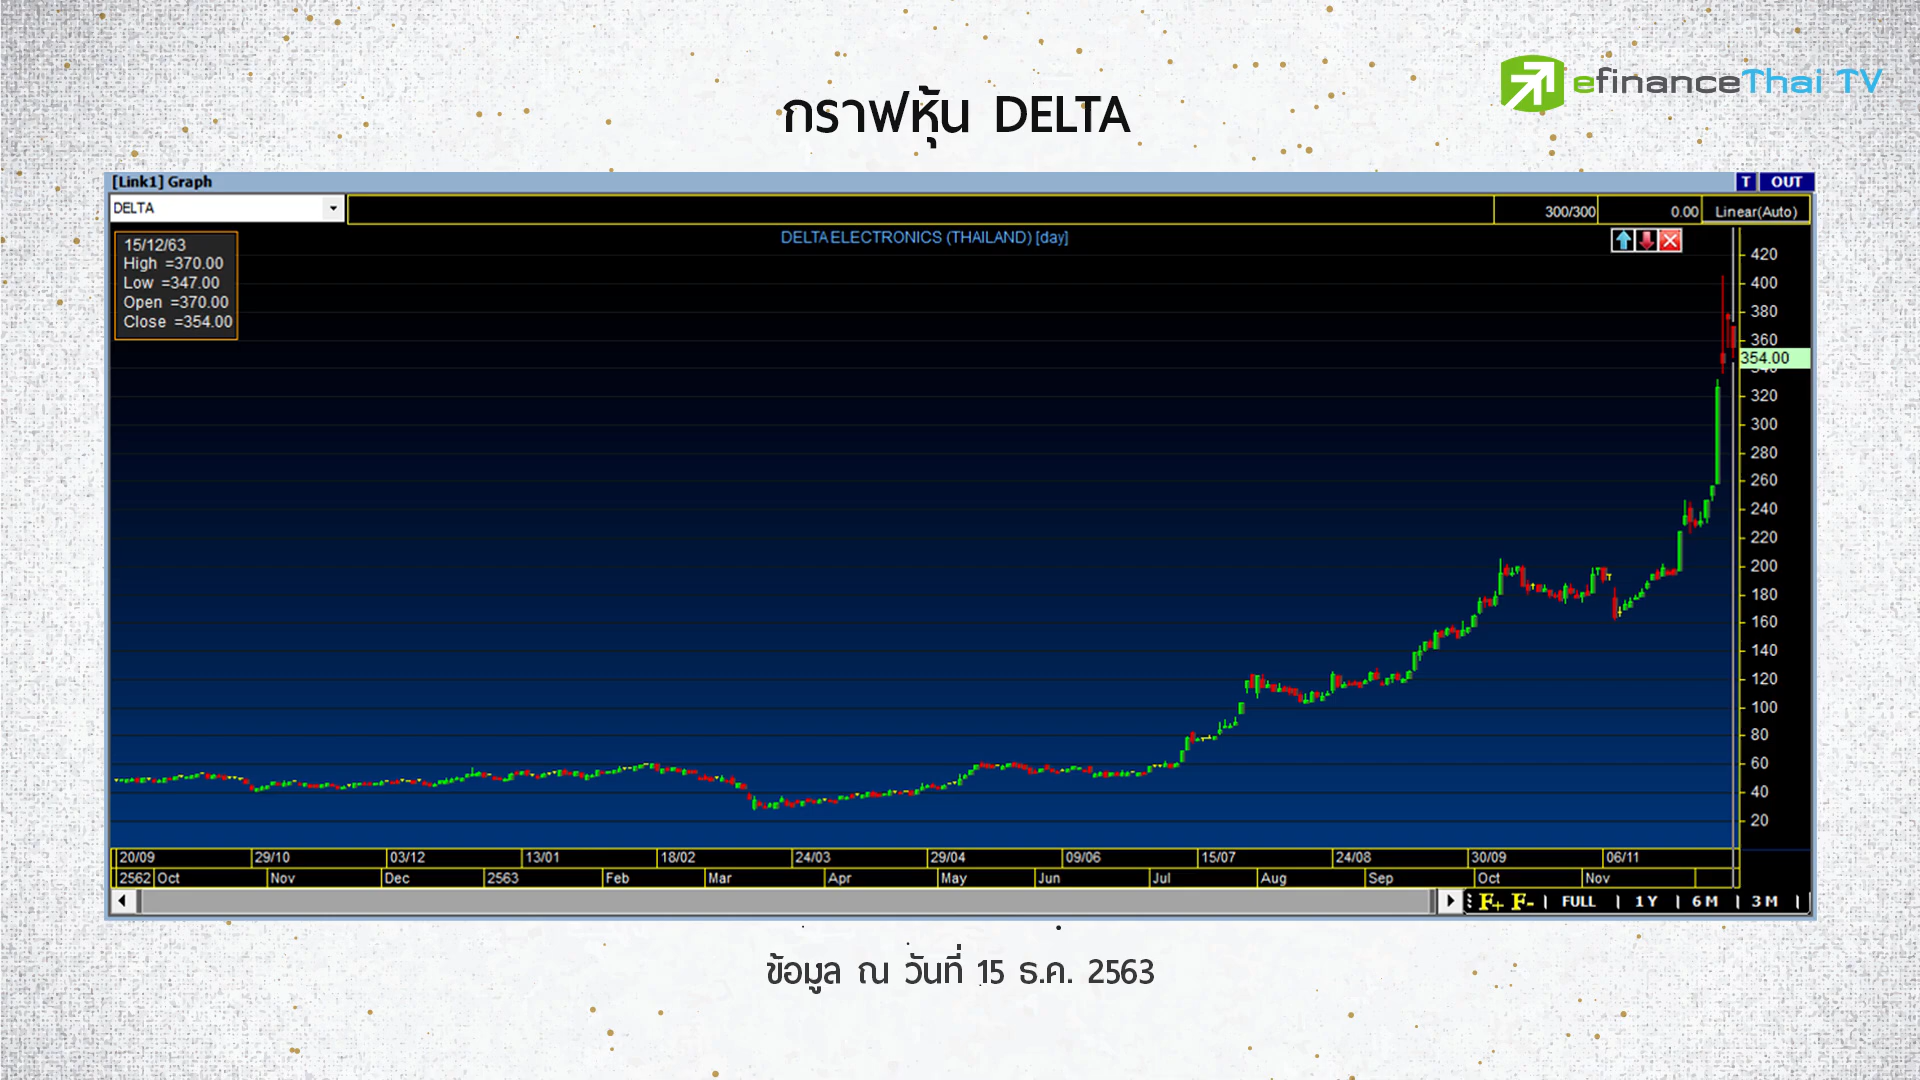 efinanceThai TV
กราฟหุ้น DELTA
[Link1] Graph
T OUT
DELTA
300/300 0.00 Linear(Auto)
DELTA ELECTRONICS (THAILAND) [day]
15/12/63
High =370.00
Low =347.00
Open =370.00
Close =354.00
420
400
380
360
354.00
340
320
300
280
260
240
220
200
180
160
140
120
100
80
60
40
20
20/09 29/10 03/12 13/01 18/02 24/03 29/04 09/06 15/07 24/08 30/09 06/11
2562 Oct Nov Dec 2563 Feb Mar Apr May Jun Jul Aug Sep Oct Nov
F+ F- | FULL | 1 Y | 6 M | 3 M |
ข้อมูล ณ วันที่ 15 ธ.ค. 2563